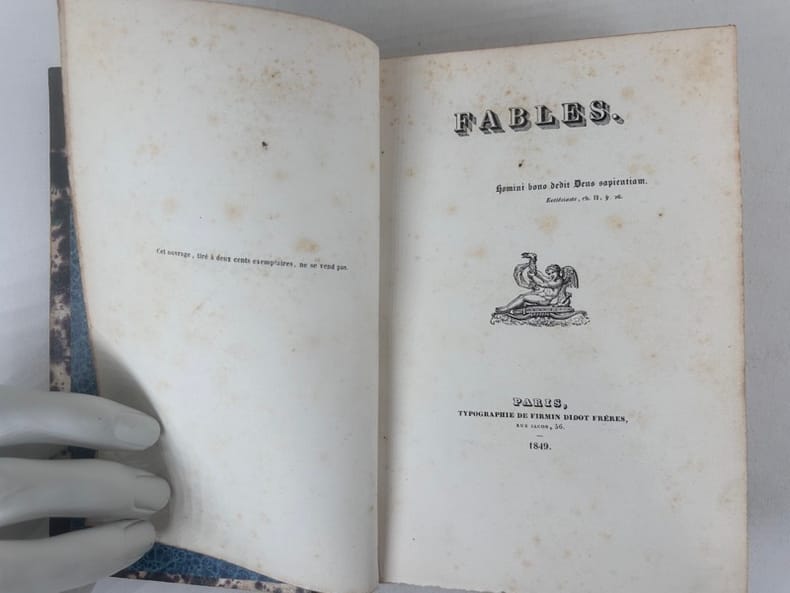 Cet ouvrage, tiré à deux cents exemplaires, ne se vend pas.
FABLES.
Homini bono dedit Deus sapientiam.
Ecclésiaste, ch. II, ℣. 26.
PARIS,
TYPOGRAPHIE DE FIRMIN DIDOT FRÈRES,
RUE JACOB, 56.
1849.